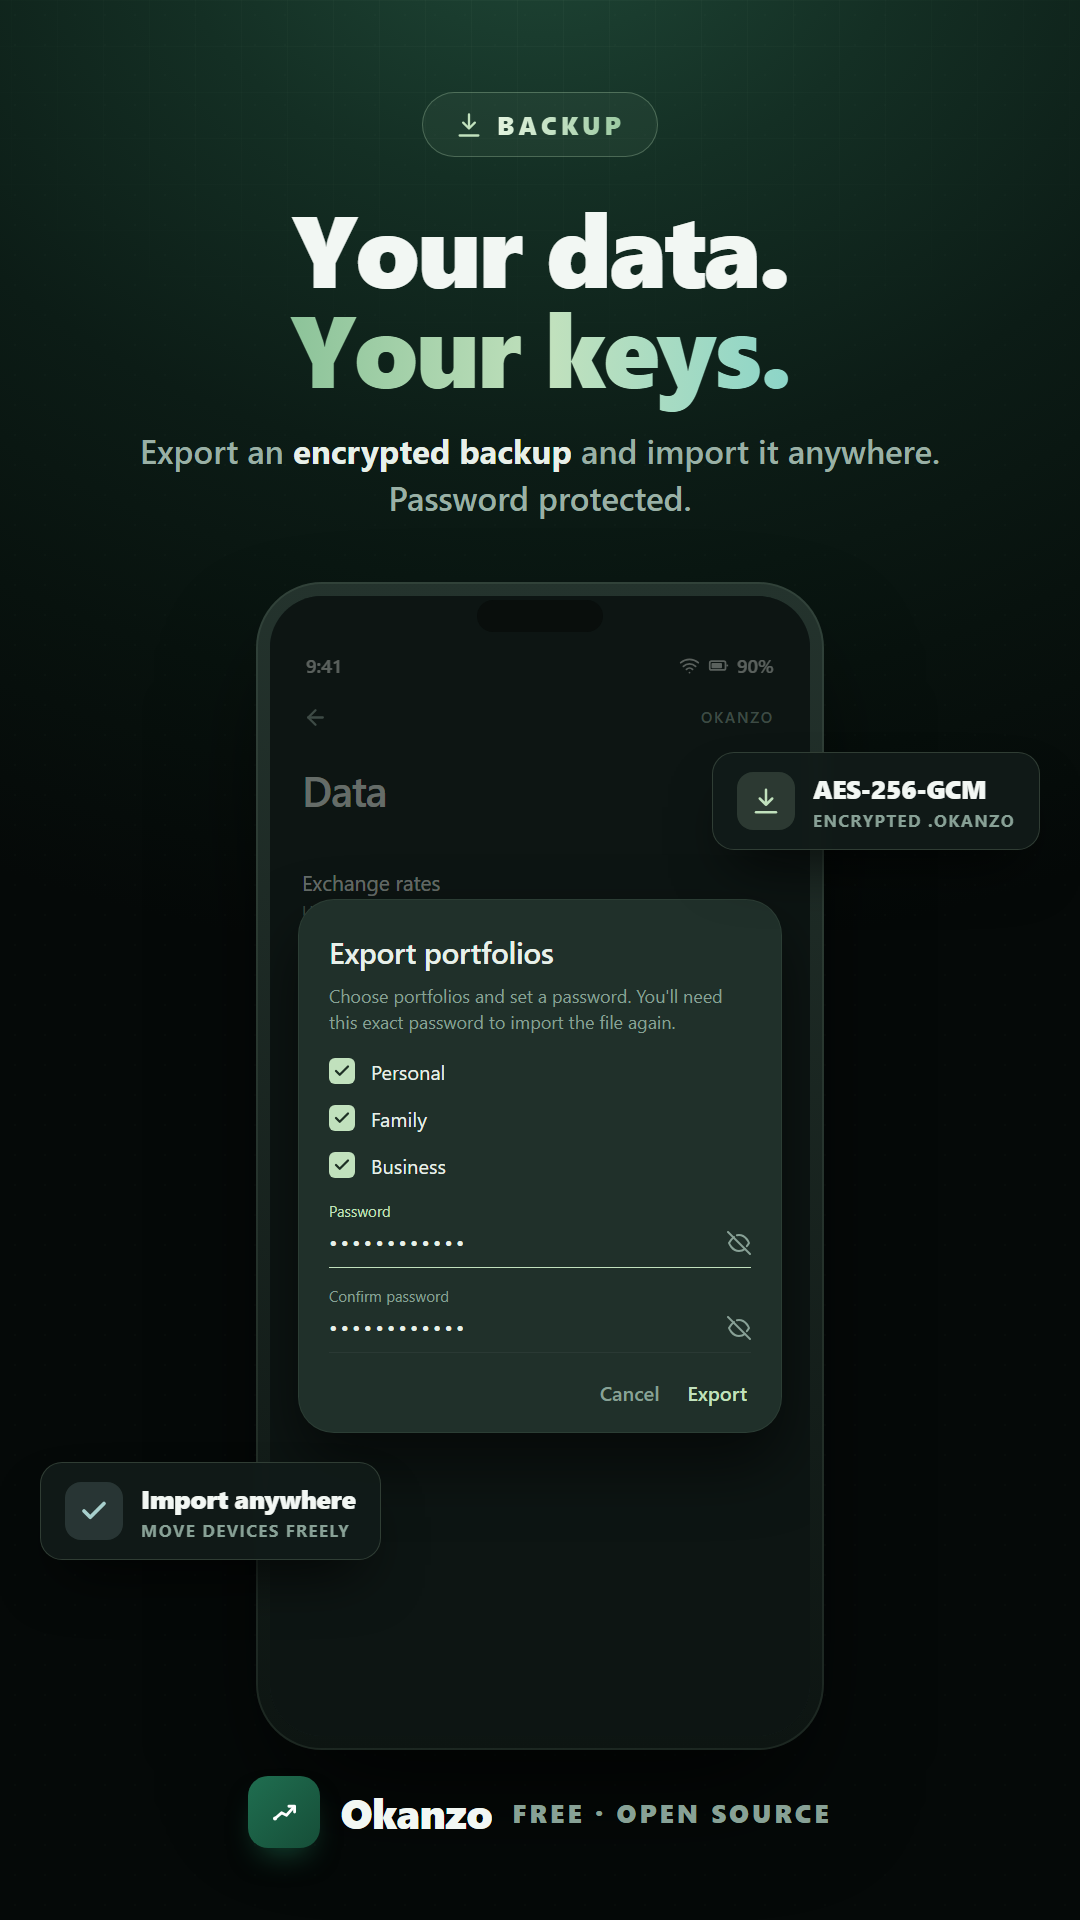 BACKUP
Your data.
Your keys.
Export an encrypted backup and import it anywhere.
Password protected.
9:41
90%
OKANZO
Data
AES-256-GCM
ENCRYPTED .OKANZO
Exchange rates
Export portfolios
Choose portfolios and set a password. You'll need
this exact password to import the file again.
Personal
Family
Business
Password
••••••••••••
Confirm password
••••••••••••
Cancel
Export
Import anywhere
MOVE DEVICES FREELY
Okanzo
FREE · OPEN SOURCE